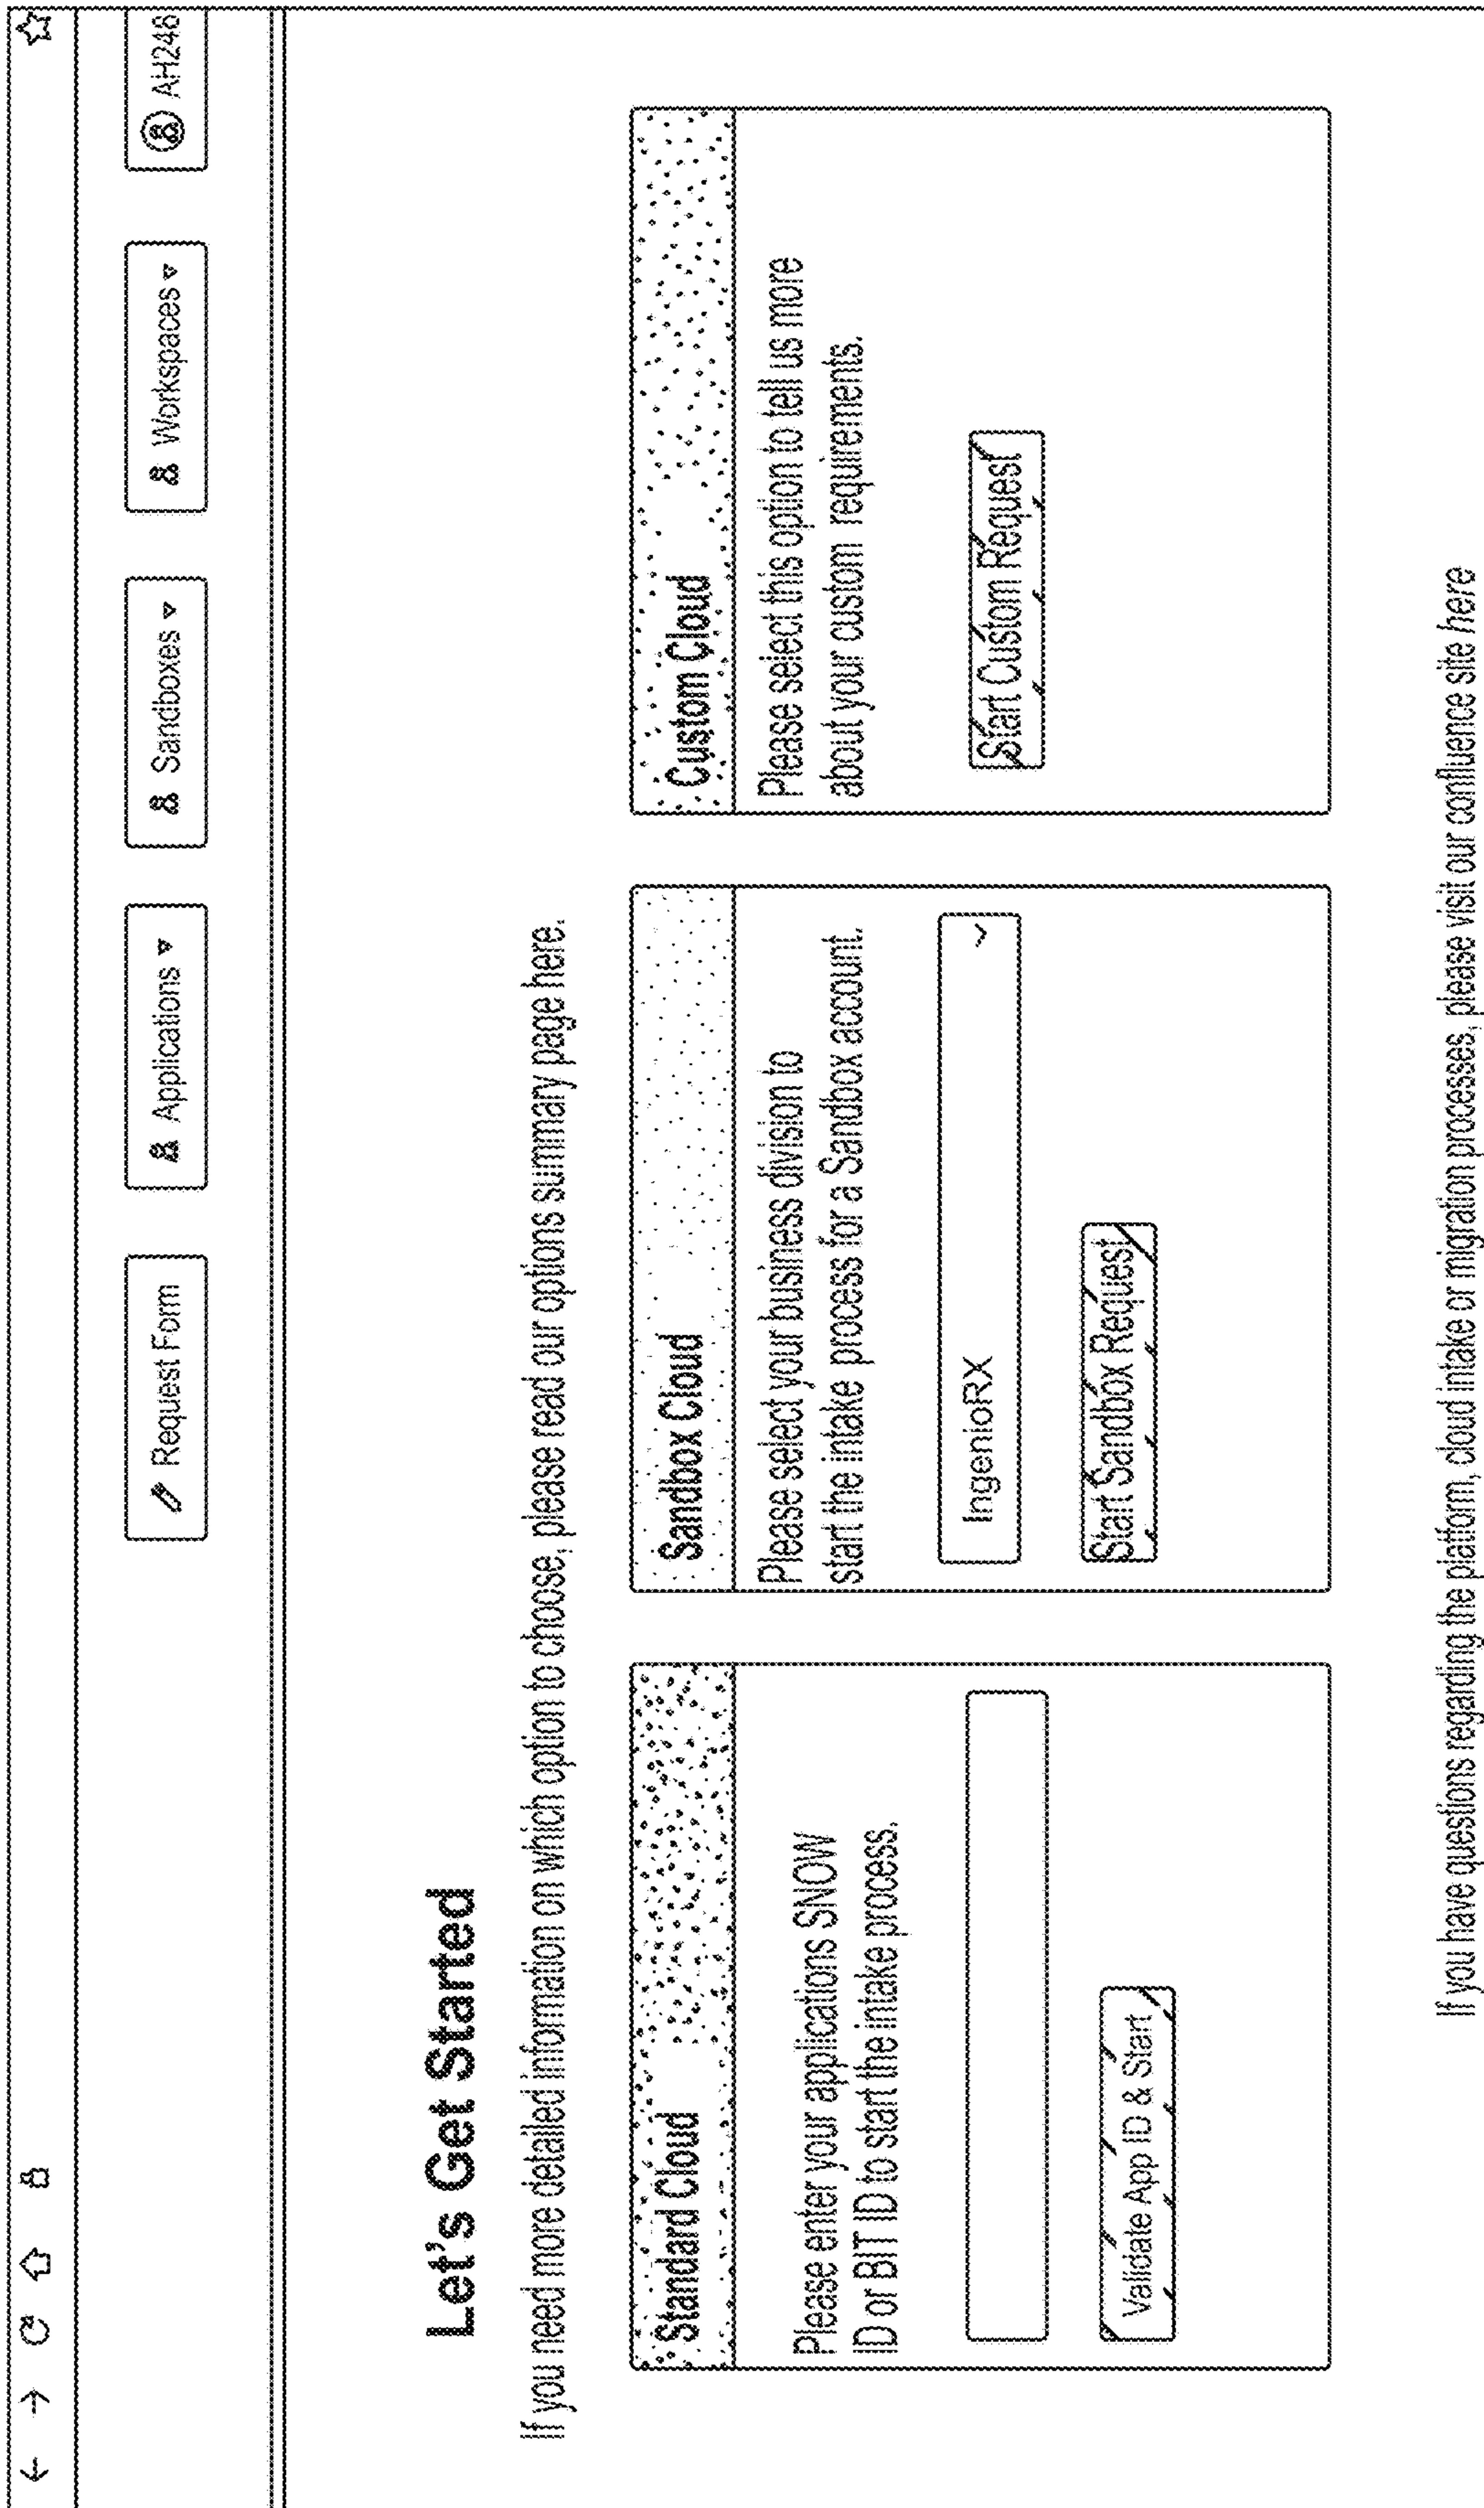 Request Form
Applications
Sandboxes
Workspaces
AH248
Let's Get Started
If you need more detailed information on which option to choose, please read our options summary page here.
Standard Cloud
Please enter your applications SNOW
ID or BIT ID to start the intake process.
Validate App ID & Start
Sandbox Cloud
Please select your business division to
start the intake process for a Sandbox account.
IngenioRX
Start Sandbox Request
Custom Cloud
Please select this option to tell us more
about your custom requirements.
Start Custom Request
If you have questions regarding the platform, cloud intake or migration processes, please visit our confluence site here